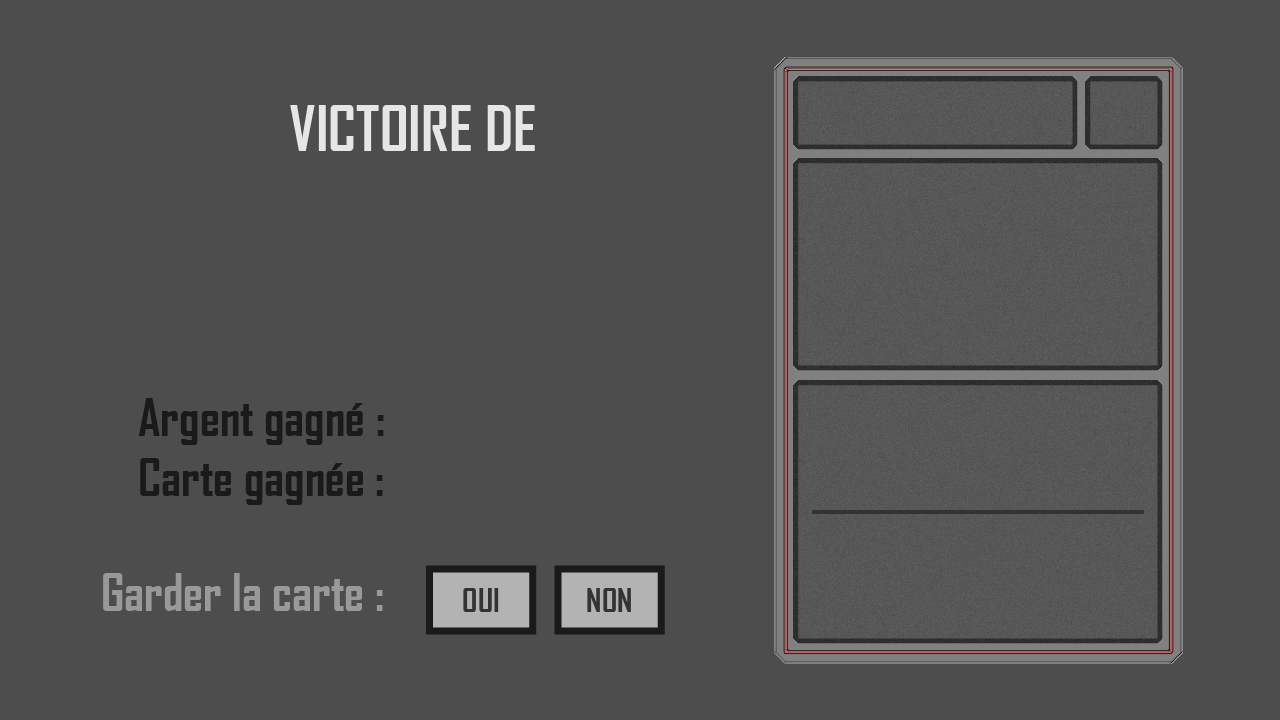 VICTOIRE DE
Argent gagné :
Carte gagnée :
Garder la carte : OUI NON